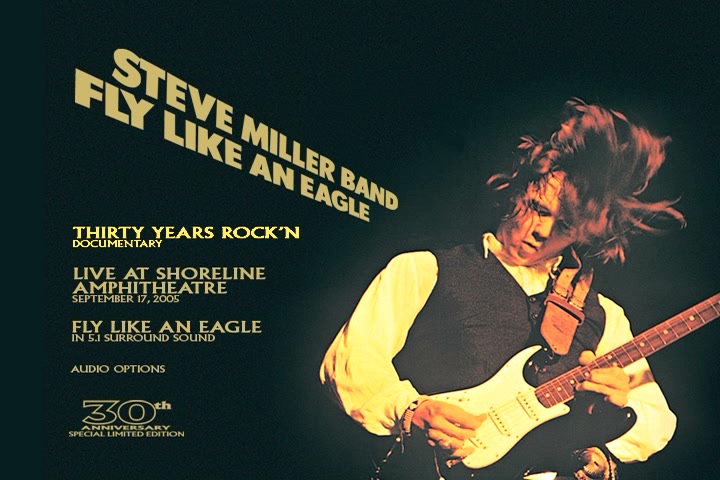 STEVE MILLER BAND
FLY LIKE AN EAGLE
THIRTY YEARS ROCK'N
DOCUMENTARY
LIVE AT SHORELINE
AMPHITHEATRE
SEPTEMBER 17, 2005
FLY LIKE AN EAGLE
IN 5.1 SURROUND SOUND
AUDIO OPTIONS
30th
ANNIVERSARY
SPECIAL LIMITED EDITION